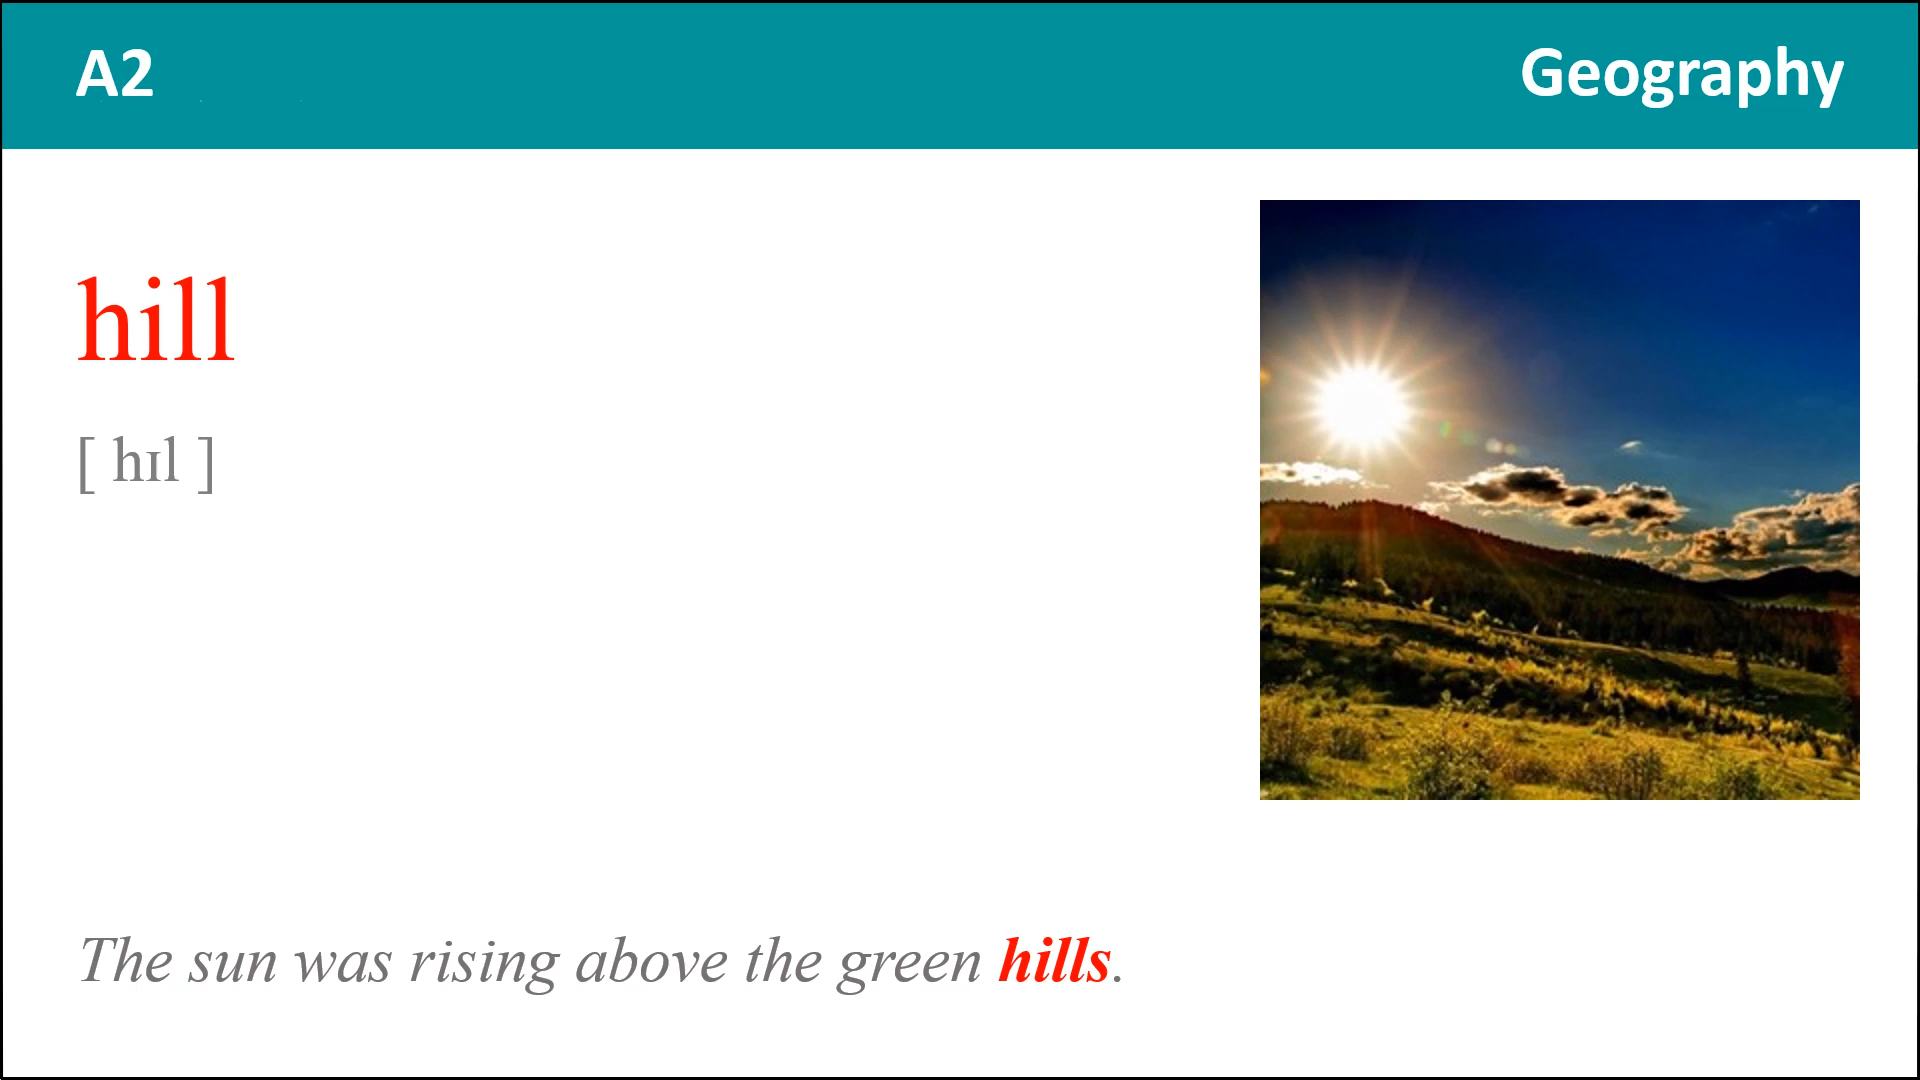 A2
Geography
hill
[ hɪl ]
The sun was rising above the green hills.